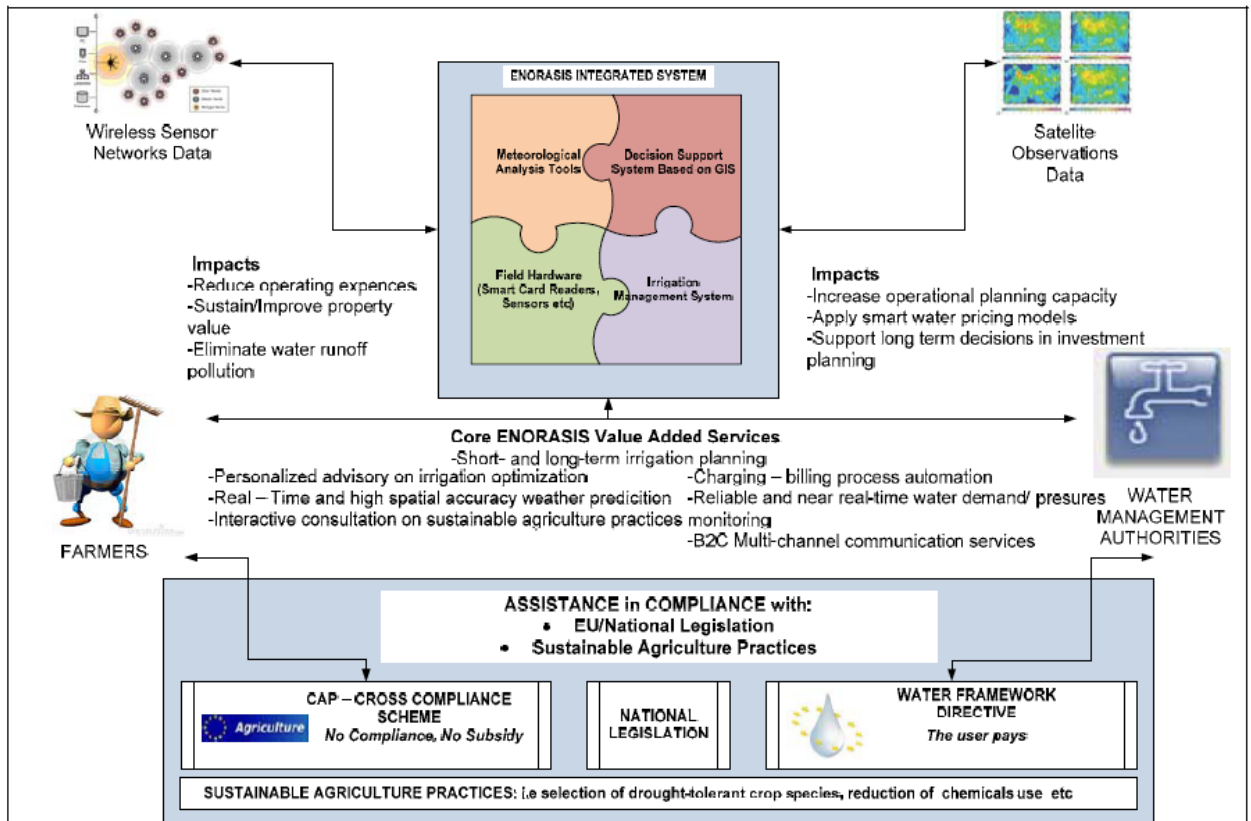 ENORASIS INTEGRATED SYSTEM
Wireless Sensor
Networks Data
Satelite
Observations
Data
Meteorological
Analysis Tools
Decision Support
System Based on GIS
Field Hardware
(Smart Card Readers,
Sensors etc)
Irrigation
Management System
Impacts
-Reduce operating expences
-Sustain/Improve property
value
-Eliminate water runoff
pollution
Impacts
-Increase operational planning capacity
-Apply smart water pricing models
-Support long term decisions in investment
planning
FARMERS
WATER
MANAGEMENT
AUTHORITIES
Core ENORASIS Value Added Services
-Short- and long-term irrigation planning
-Personalized advisory on irrigation optimization
-Real – Time and high spatial accuracy weather predicition
-Interactive consultation on sustainable agriculture practices
-Charging – billing process automation
-Reliable and near real-time water demand/ presures
monitoring
-B2C Multi-channel communication services
ASSISTANCE in COMPLIANCE with:
• EU/National Legislation
• Sustainable Agriculture Practices
CAP – CROSS COMPLIANCE
SCHEME
Agriculture
No Compliance, No Subsidy
NATIONAL
LEGISLATION
WATER FRAMEWORK
DIRECTIVE
The user pays
SUSTAINABLE AGRICULTURE PRACTICES: i.e selection of drought-tolerant crop species, reduction of chemicals use etc